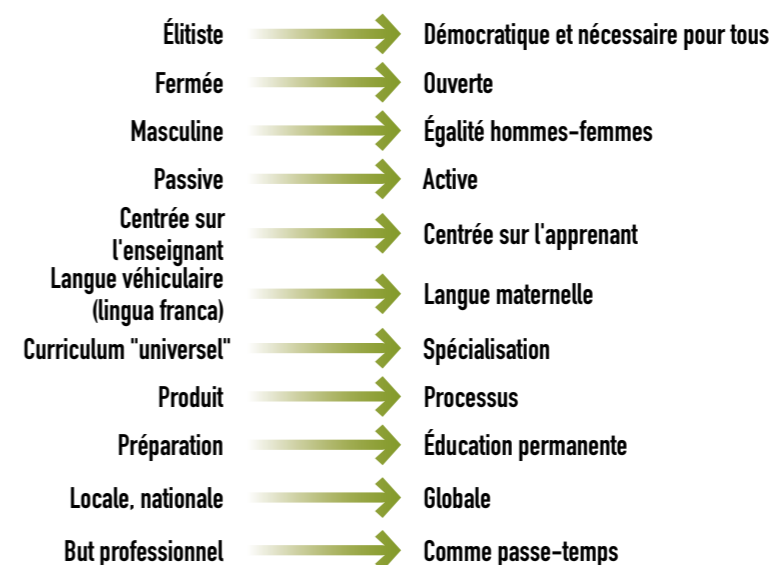 Élitiste Démocratique et nécessaire pour tous
Fermée Ouverte
Masculine Égalité hommes-femmes
Passive Active
Centrée sur
l'enseignant Centrée sur l'apprenant
Langue véhiculaire
(lingua franca) Langue maternelle
Curriculum "universel" Spécialisation
Produit Processus
Préparation Éducation permanente
Locale, nationale Globale
But professionnel Comme passe-temps